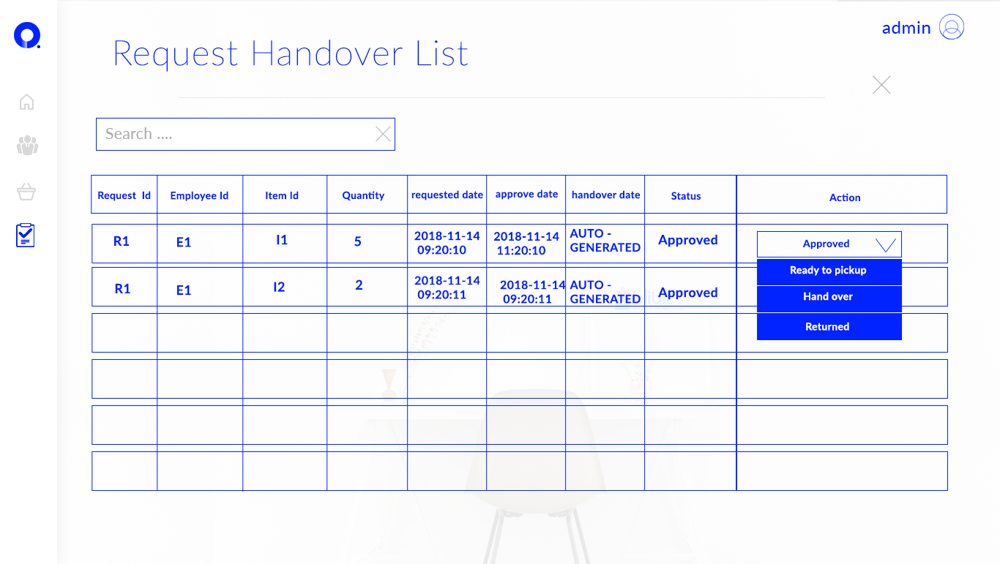 admin
Request Handover List
Search ....
Request Id
Employee Id
Item Id
Quantity
requested date
approve date
handover date
Status
Action
R1
E1
I1
5
2018-11-14
09:20:10
2018-11-14
11:20:10
AUTO -
GENERATED
Approved
Approved
Ready to pickup
Hand over
Returned
R1
E1
I2
2
2018-11-14
09:20:11
2018-11-14
09:20:11
AUTO -
GENERATED
Approved